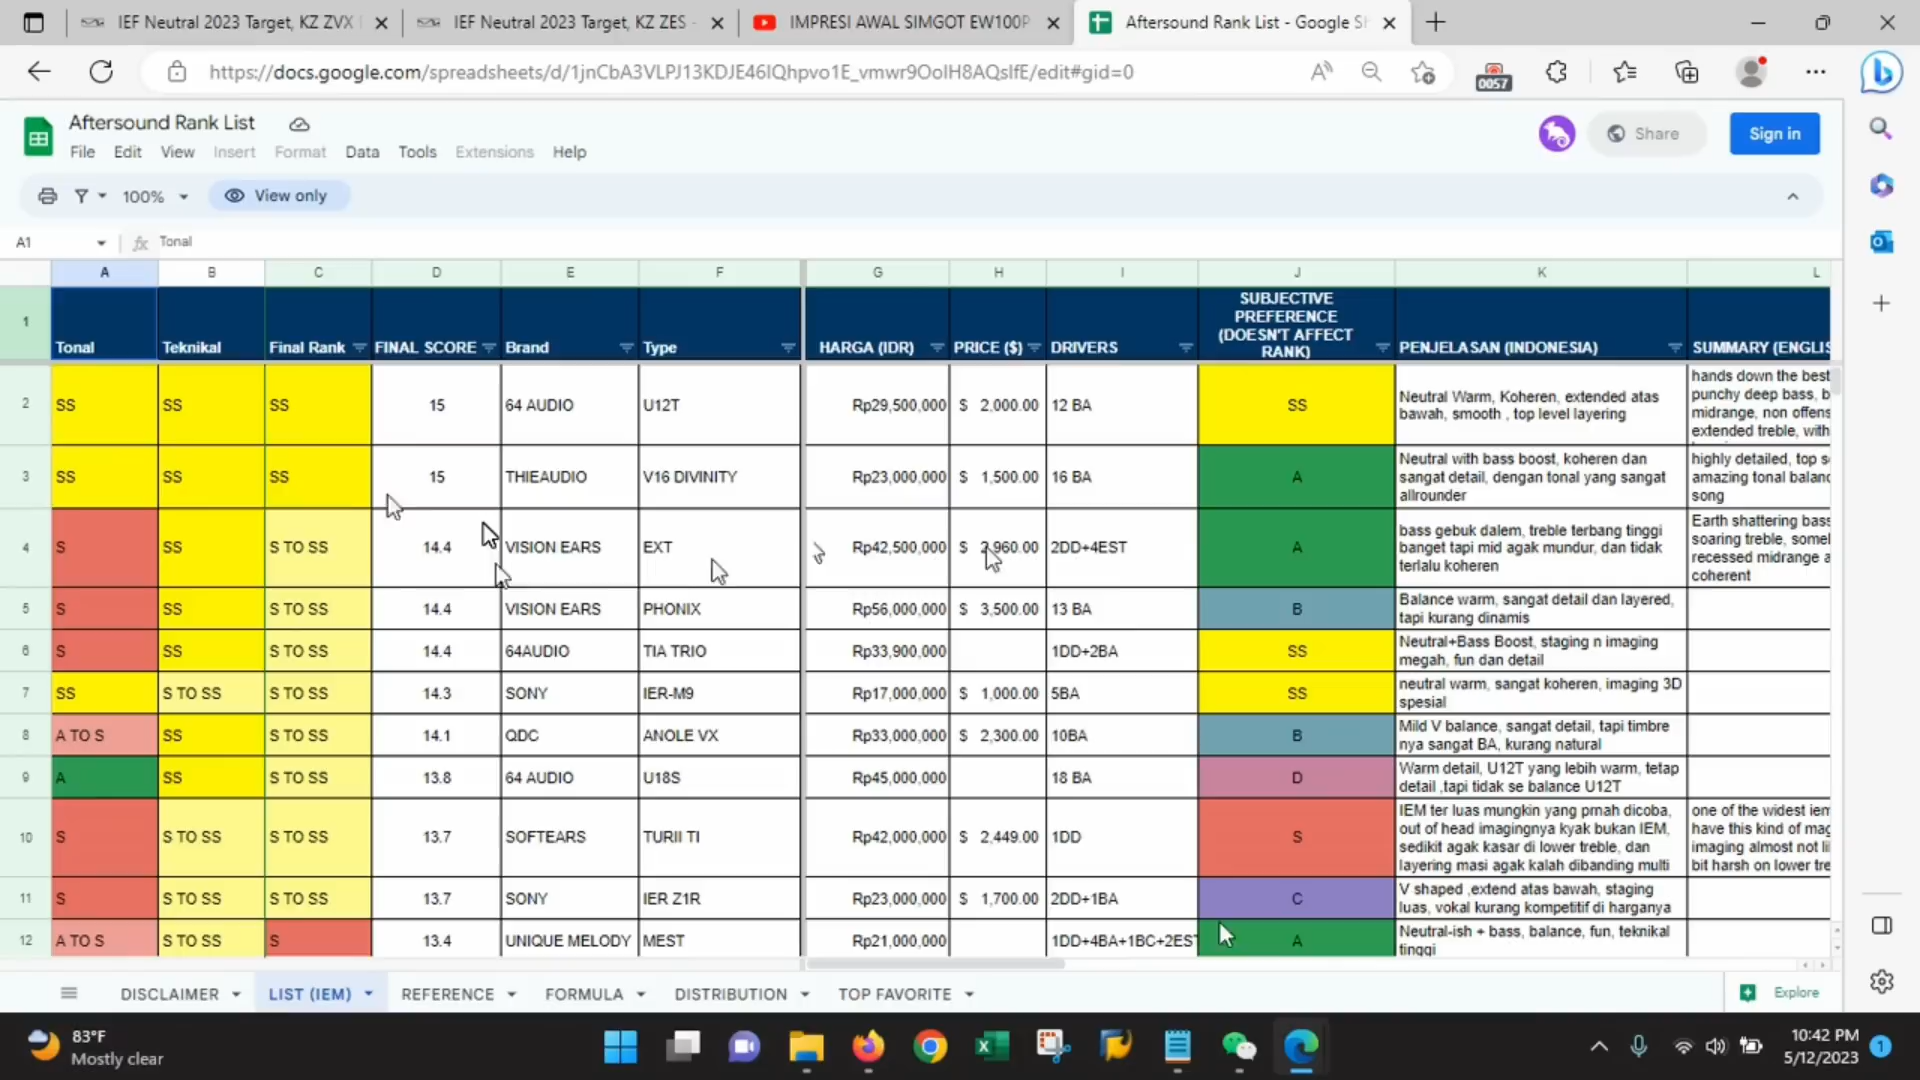 IEF Neutral 2023 Target, KZ ZVX
IEF Neutral 2023 Target, KZ ZES -
IMPRESI AWAL SIMGOT EW100P
Aftersound Rank List - Google Sh
https://docs.google.com/spreadsheets/d/1jnCbA3VLPJ13KDJE46IQhpvo1E_vmwr9OolH8AQslfE/edit#gid=0
0057
Aftersound Rank List
Share
Sign in
File Edit View Insert Format Data Tools Extensions Help
100% View only
A1 fx Tonal
A B C D E F G H I J K L
1 Tonal Teknikal Final Rank FINAL SCORE Brand Type HARGA (IDR) PRICE ($) DRIVERS
SUBJECTIVE
PREFERENCE
(DOESN'T AFFECT
RANK)
PENJELASAN (INDONESIA) SUMMARY (ENGLIS
2 SS SS SS 15 64 AUDIO U12T Rp29,500,000 $ 2,000.00 12 BA SS
Neutral Warm, Koheren, extended atas
bawah, smooth , top level layering
hands down the best
punchy deep bass, b
midrange, non offens
extended treble, with
3 SS SS SS 15 THIEAUDIO V16 DIVINITY Rp23,000,000 $ 1,500.00 16 BA A
Neutral with bass boost, koheren dan
sangat detail, dengan tonal yang sangat
allrounder
highly detailed, top s
amazing tonal balanc
song
4 S SS S TO SS 14.4 VISION EARS EXT Rp42,500,000 $ 2,960.00 2DD+4EST A
bass gebuk dalem, treble terbang tinggi
banget tapi mid agak mundur, dan tidak
terlalu koheren
Earth shattering bass
soaring treble, somel
recessed midrange a
coherent
5 S SS S TO SS 14.4 VISION EARS PHONIX Rp56,000,000 $ 3,500.00 13 BA B
Balance warm, sangat detail dan layered,
tapi kurang dinamis
6 S SS S TO SS 14.4 64AUDIO TIA TRIO Rp33,900,000 1DD+2BA SS
Neutral+Bass Boost, staging n imaging
megah, fun dan detail
7 SS S TO SS S TO SS 14.3 SONY IER-M9 Rp17,000,000 $ 1,000.00 5BA SS
neutral warm, sangat koheren, imaging 3D
spesial
8 A TO S SS S TO SS 14.1 QDC ANOLE VX Rp33,000,000 $ 2,300.00 10BA B
Mild V balance, sangat detail, tapi timbre
nya sangat BA, kurang natural
9 A SS S TO SS 13.8 64 AUDIO U18S Rp45,000,000 18 BA D
Warm detail, U12T yang lebih warm, tetap
detail ,tapi tidak se balance U12T
10 S S TO SS S TO SS 13.7 SOFTEARS TURII TI Rp42,000,000 $ 2,449.00 1DD S
IEM ter luas mungkin yang prnah dicoba,
out of head imagingnya kyak bukan IEM,
sedikit agak kasar di lower treble, dan
layering masi agak kalah dibanding multi
one of the widest iem
have this kind of mag
imaging almost not li
bit harsh on lower tre
11 S S TO SS S TO SS 13.7 SONY IER Z1R Rp23,000,000 $ 1,700.00 2DD+1BA C
V shaped ,extend atas bawah, staging
luas, vokal kurang kompetitif di harganya
12 A TO S S TO SS S 13.4 UNIQUE MELODY MEST Rp21,000,000 1DD+4BA+1BC+2EST A
Neutral-ish + bass, balance, fun, teknikal
tinggi
DISCLAIMER LIST (IEM) REFERENCE FORMULA DISTRIBUTION TOP FAVORITE Explore
83°F
Mostly clear
10:42 PM
5/12/2023
1